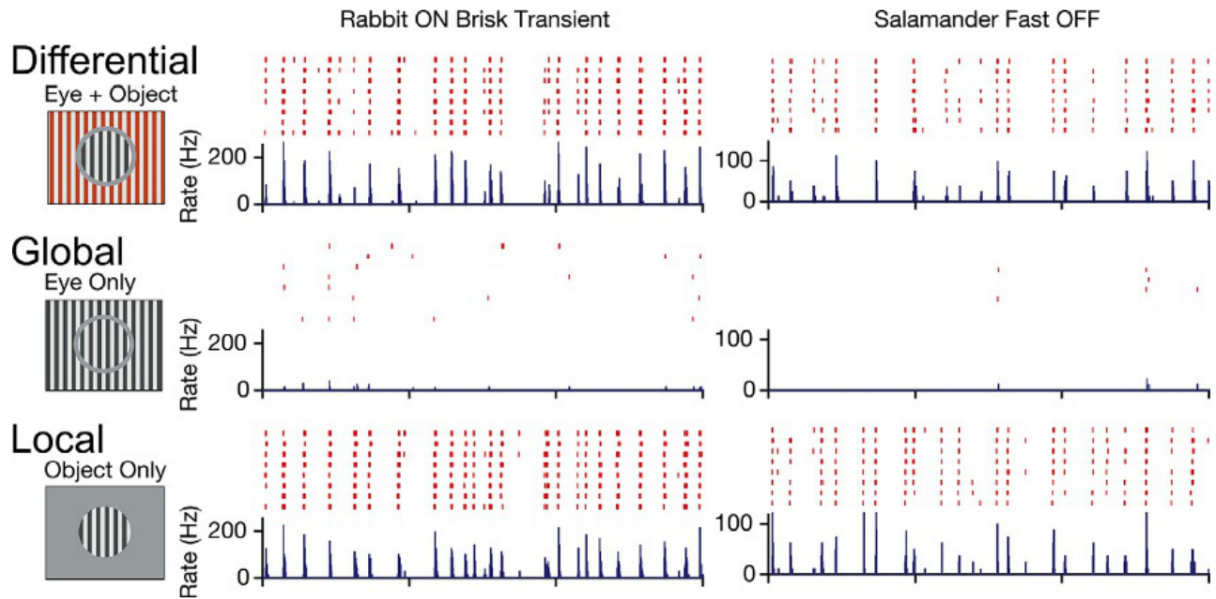 Rabbit ON Brisk Transient
Salamander Fast OFF
Differential
Eye + Object
Rate (Hz)
200
0
100
0
Global
Eye Only
Rate (Hz)
200
0
100
0
Local
Object Only
Rate (Hz)
200
0
100
0